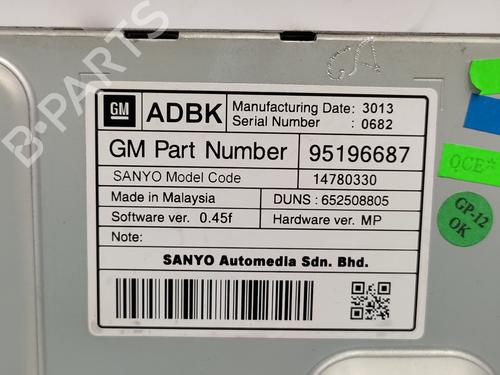 B-PARTS
GM
ADBK
Manufacturing Date: 3013
Serial Number : 0682
GM Part Number 95196687
SANYO Model Code 14780330
Made in Malaysia DUNS : 652508805
Software ver. 0.45f Hardware ver. MP
Note:
SANYO Automedia Sdn. Bhd.
QCE
GP-12
OK